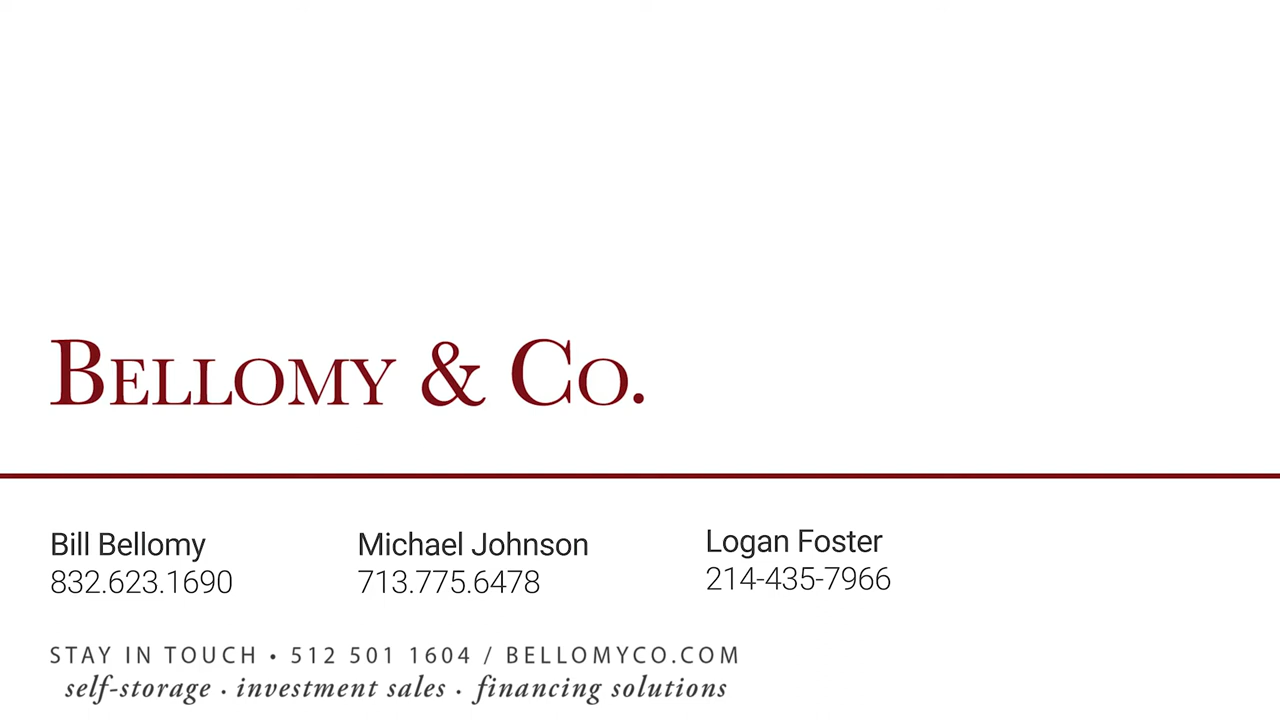 BELLOMY & CO.
Bill Bellomy
832.623.1690
Michael Johnson
713.775.6478
Logan Foster
214-435-7966
STAY IN TOUCH • 512 501 1604 / BELLOMYCO.COM
self-storage · investment sales · financing solutions